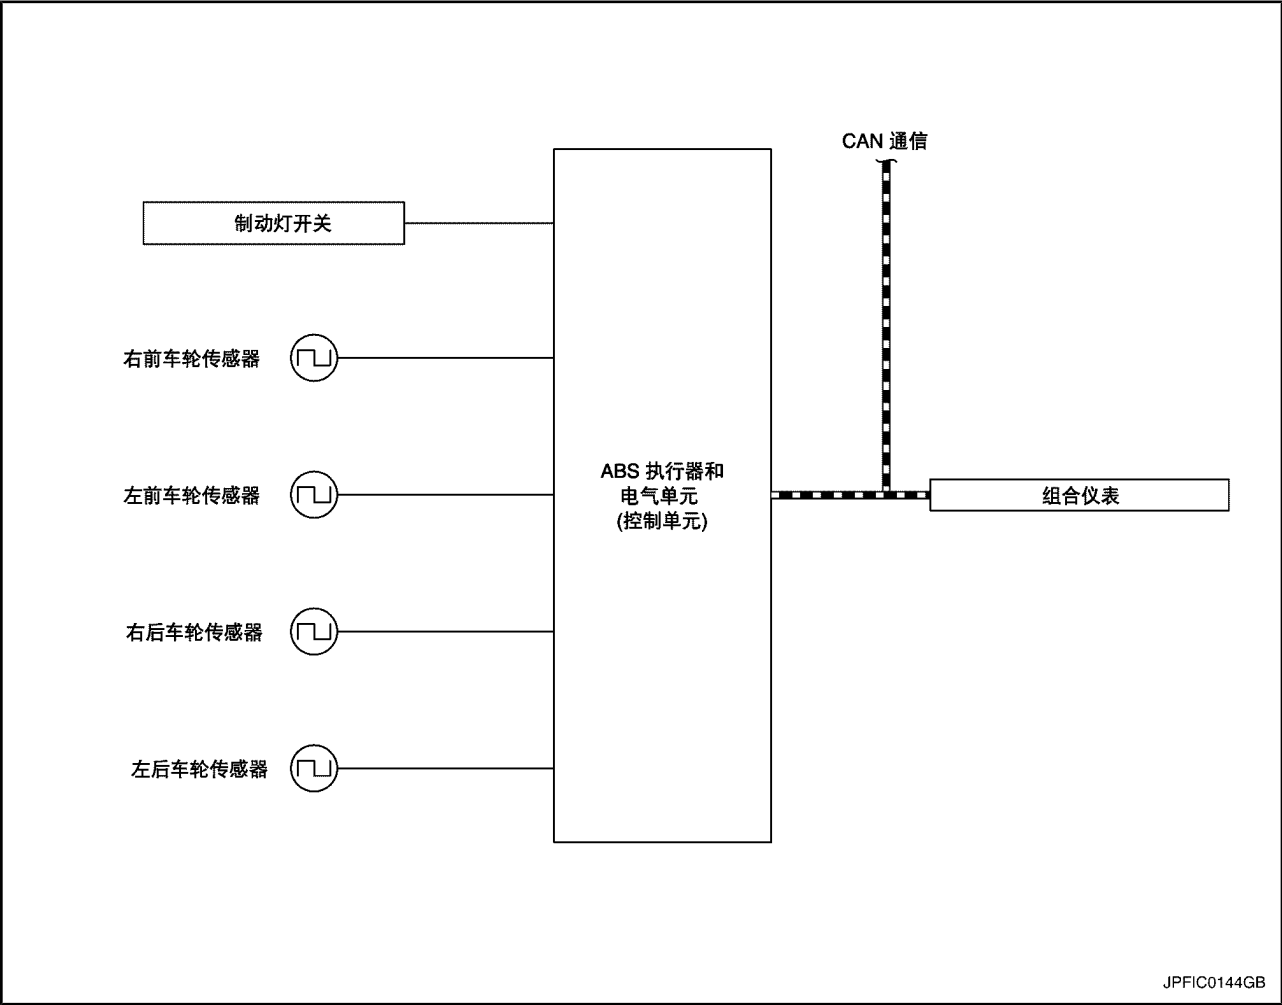 CAN 通信
制动灯开关
右前车轮传感器
左前车轮传感器
ABS 执行器和
电气单元
(控制单元)
组合仪表
右后车轮传感器
左后车轮传感器
JPFIC0144GB